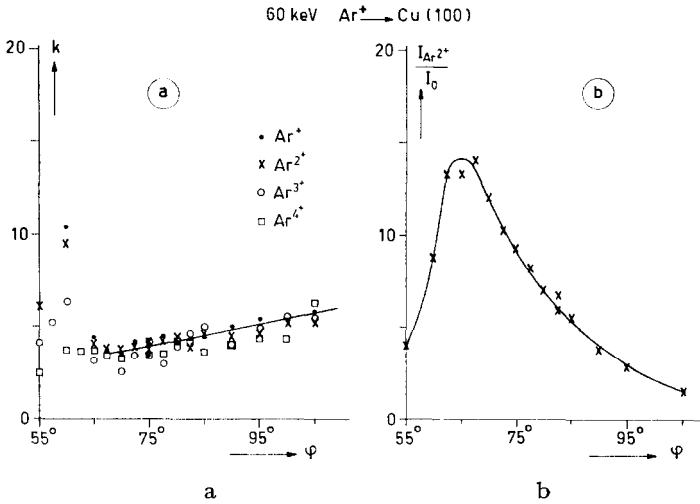 60 keV Ar⁺ → Cu (100)
20
k
a
• Ar⁺
x Ar²⁺
○ Ar³⁺
□ Ar⁴⁺
10
0
55° 75° 95° φ
a
20
I_Ar²⁺ / I₀
b
10
0
55° 75° 95° φ
b